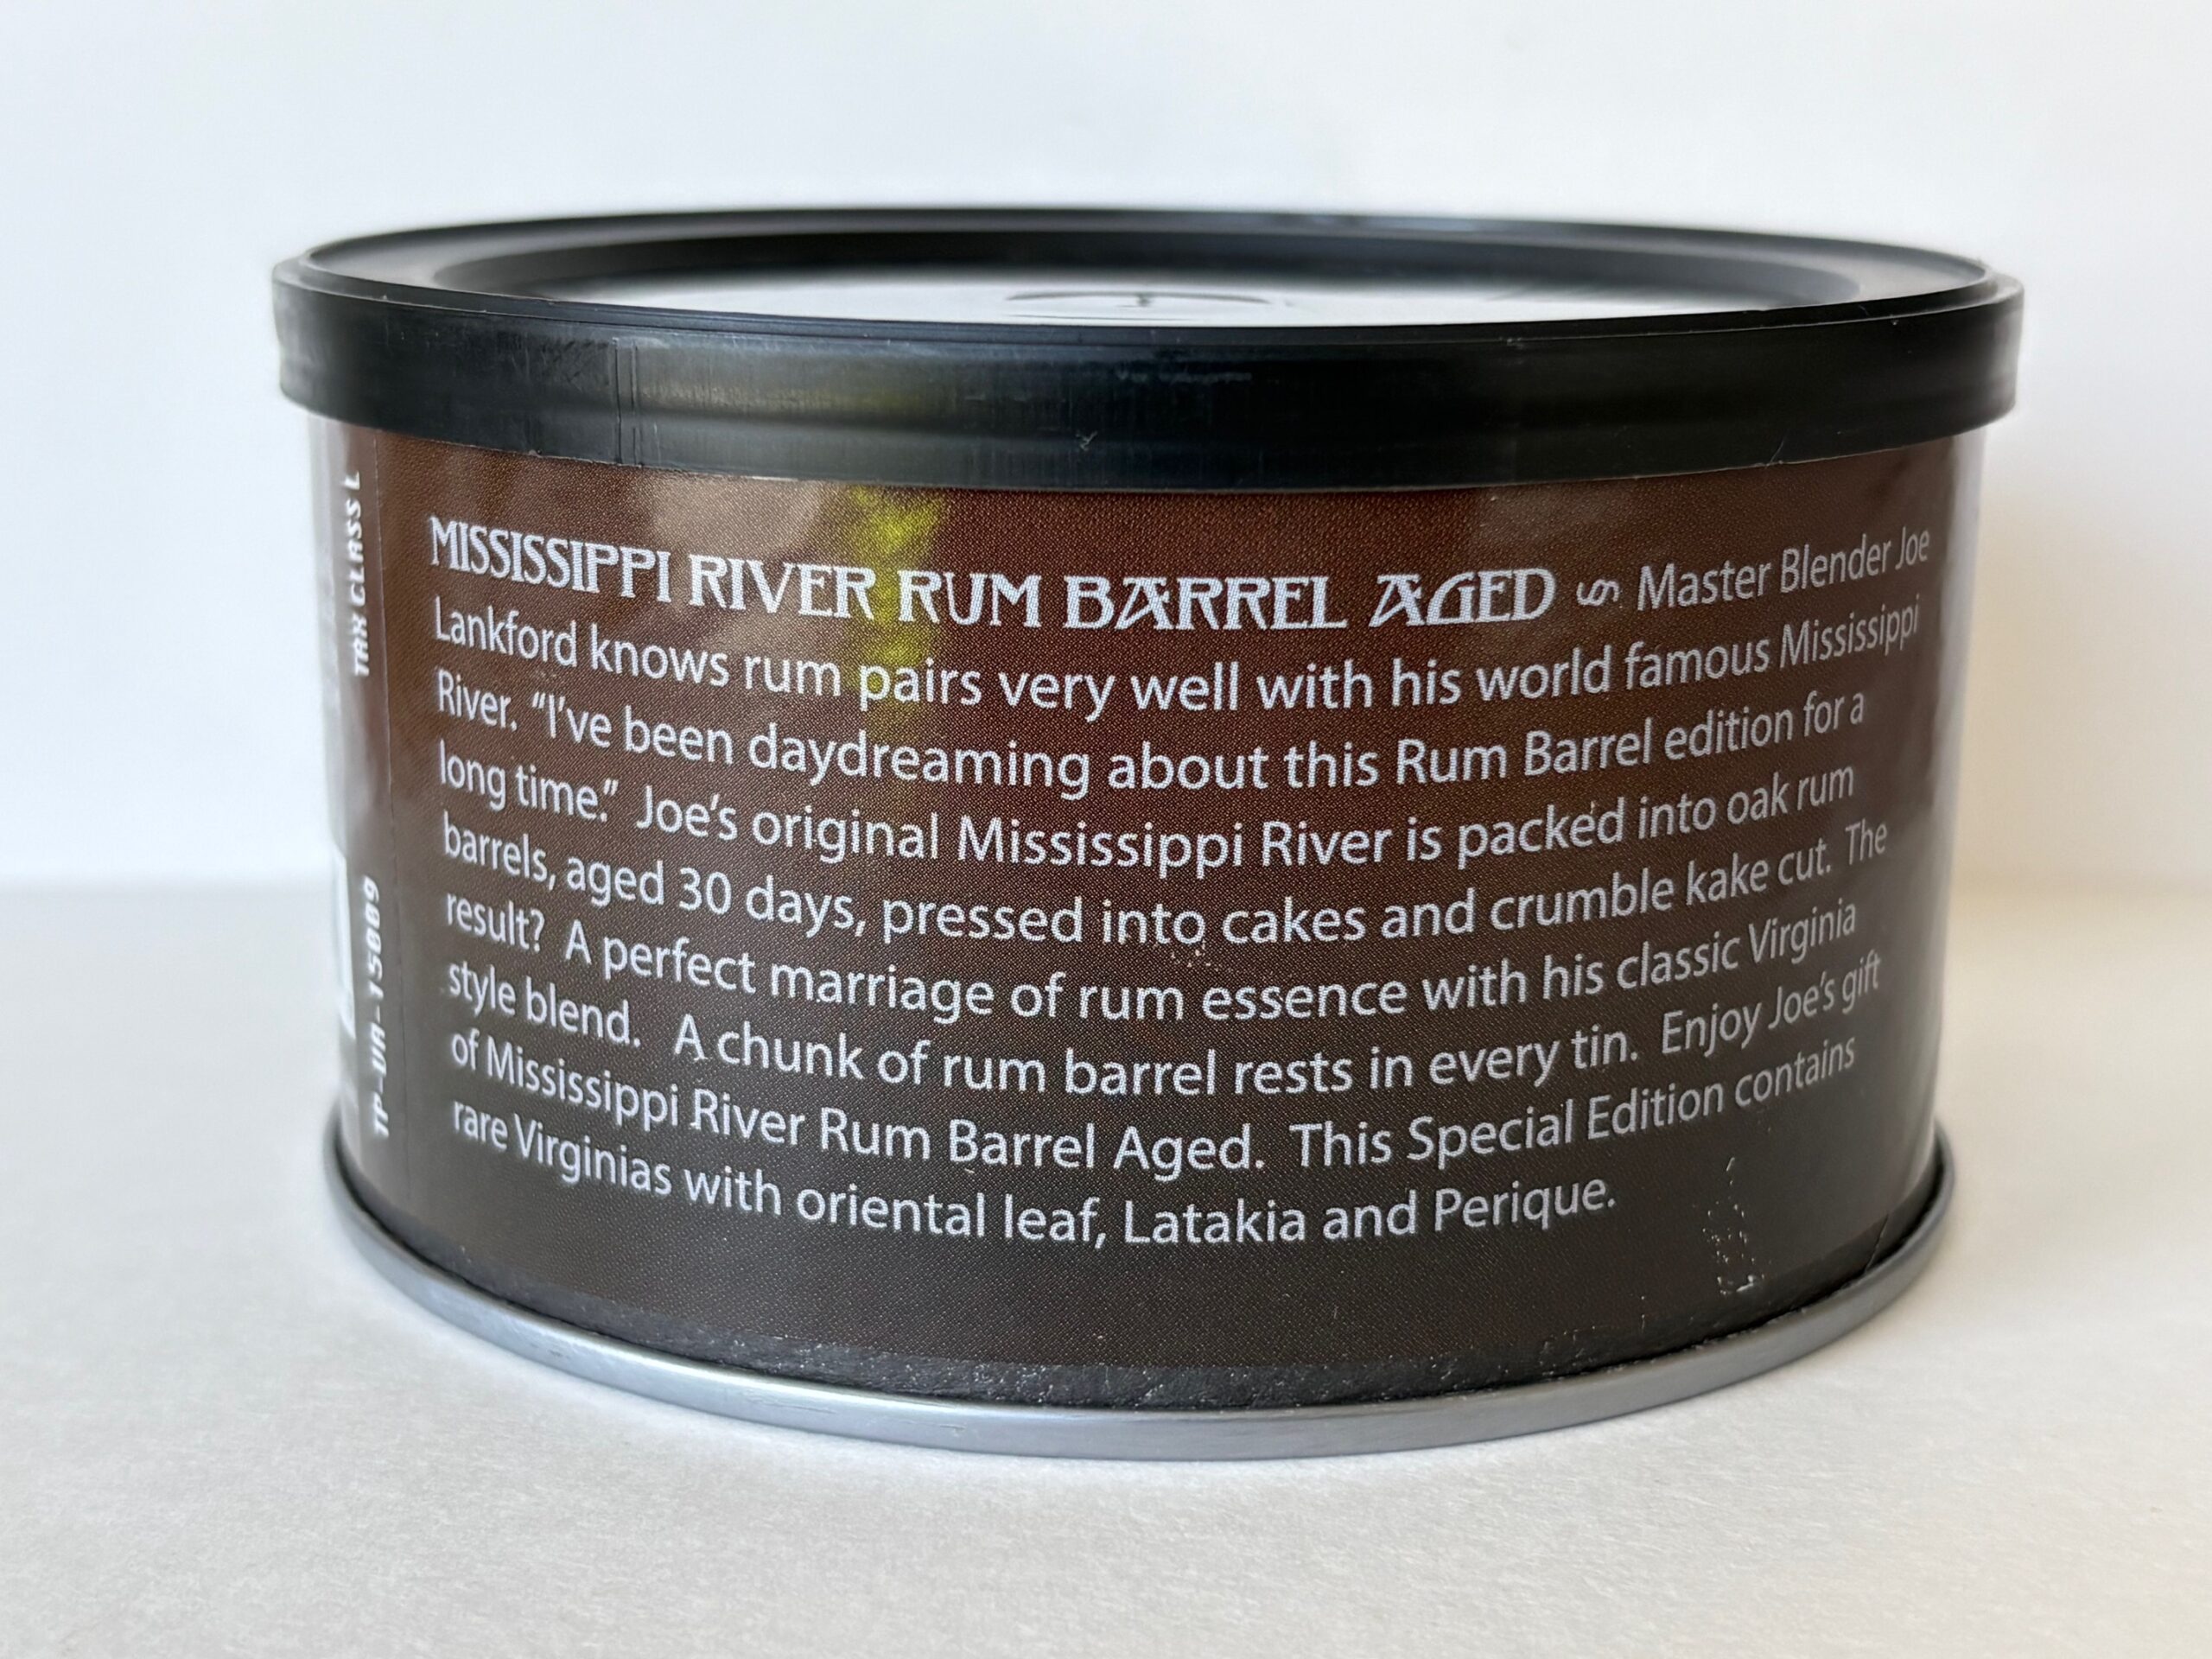 MISSISSIPPI RIVER RUM BARREL AGED § Master Blender Joe
Lankford knows rum pairs very well with his world famous Mississippi
River. “I’ve been daydreaming about this Rum Barrel edition for a
long time.” Joe’s original Mississippi River is packed into oak rum
barrels, aged 30 days, pressed into cakes and crumble kake cut. The
result? A perfect marriage of rum essence with his classic Virginia
style blend. A chunk of rum barrel rests in every tin. Enjoy Joe’s gift
of Mississippi River Rum Barrel Aged. This Special Edition contains
rare Virginias with oriental leaf, Latakia and Perique.
TAX CLASS L
TP-VA-15009